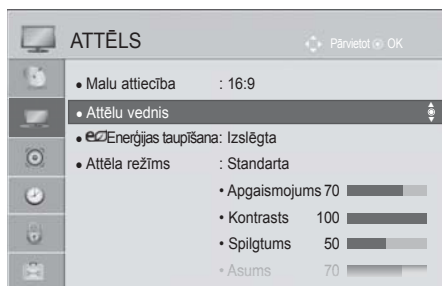 ATTĒLS
Pārvietot OK
• Malu attiecība : 16:9
• Attēlu vednis
• Enerģijas taupīšana: Izslēgta
• Attēla režīms : Standarta
• Apgaismojums 70
• Kontrasts 100
• Spilgtums 50
• Asums 70